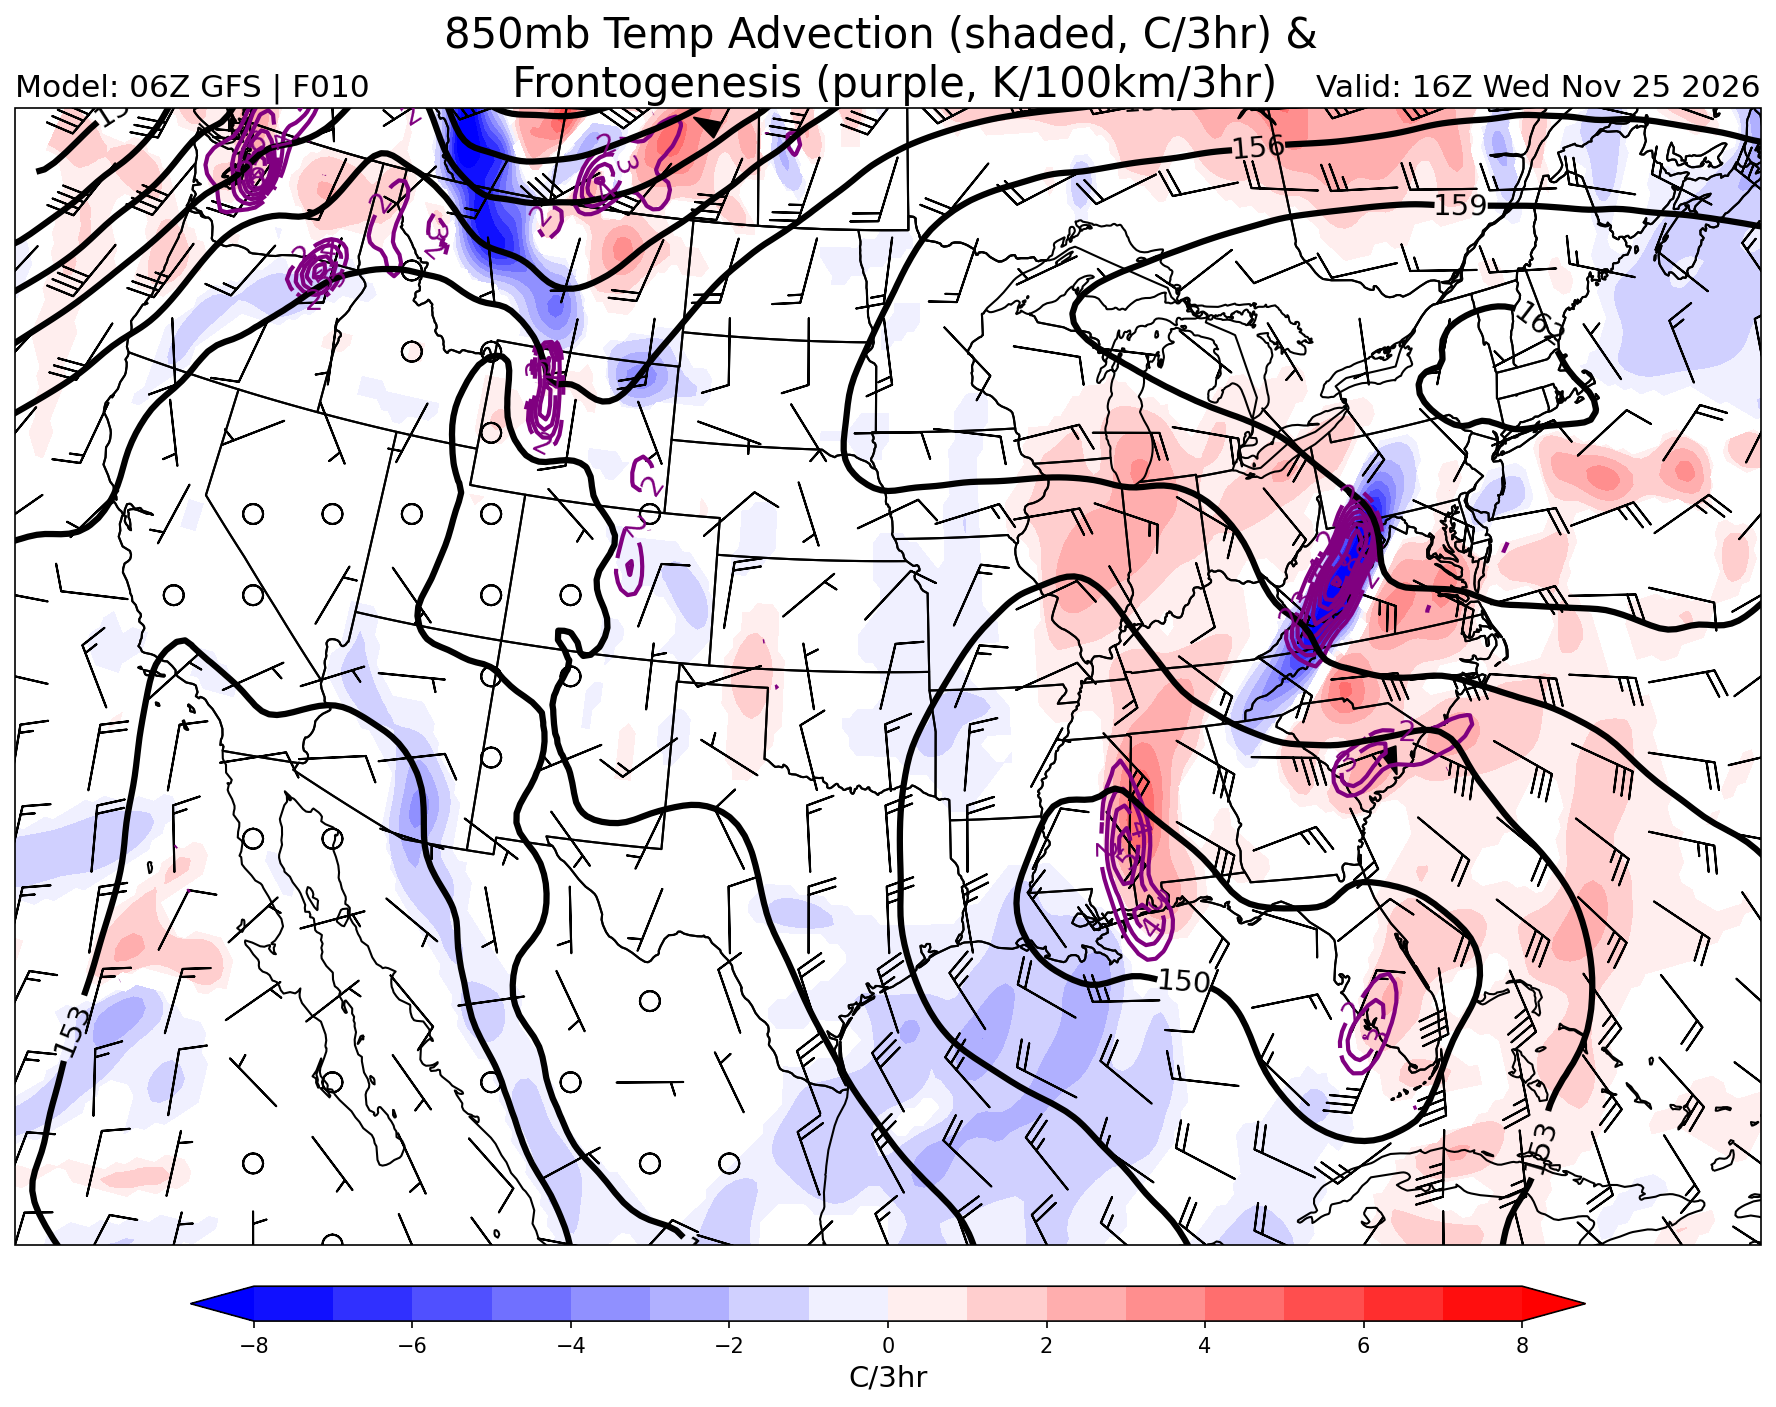 850mb Temp Advection (shaded, C/3hr) &
Model: 06Z GFS | F010
Frontogenesis (purple, K/100km/3hr)
Valid: 16Z Wed Nov 25 2026
156
159
153
150
153
−8 −6 −4 −2 0 2 4 6 8
C/3hr